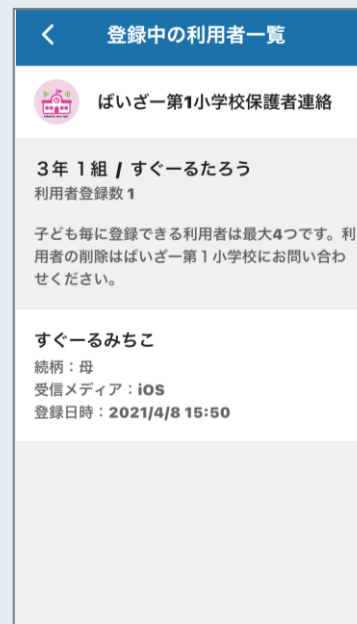 登録中の利用者一覧
ばいざー第1小学校保護者連絡
３年 １組 / すぐーるたろう
利用者登録数 1
子ども毎に登録できる利用者は最大4つです。利
用者の削除はばいざー第１小学校にお問い合わ
せください。
すぐーるみちこ
続柄：母
受信メディア：iOS
登録日時：2021/4/8 15:50